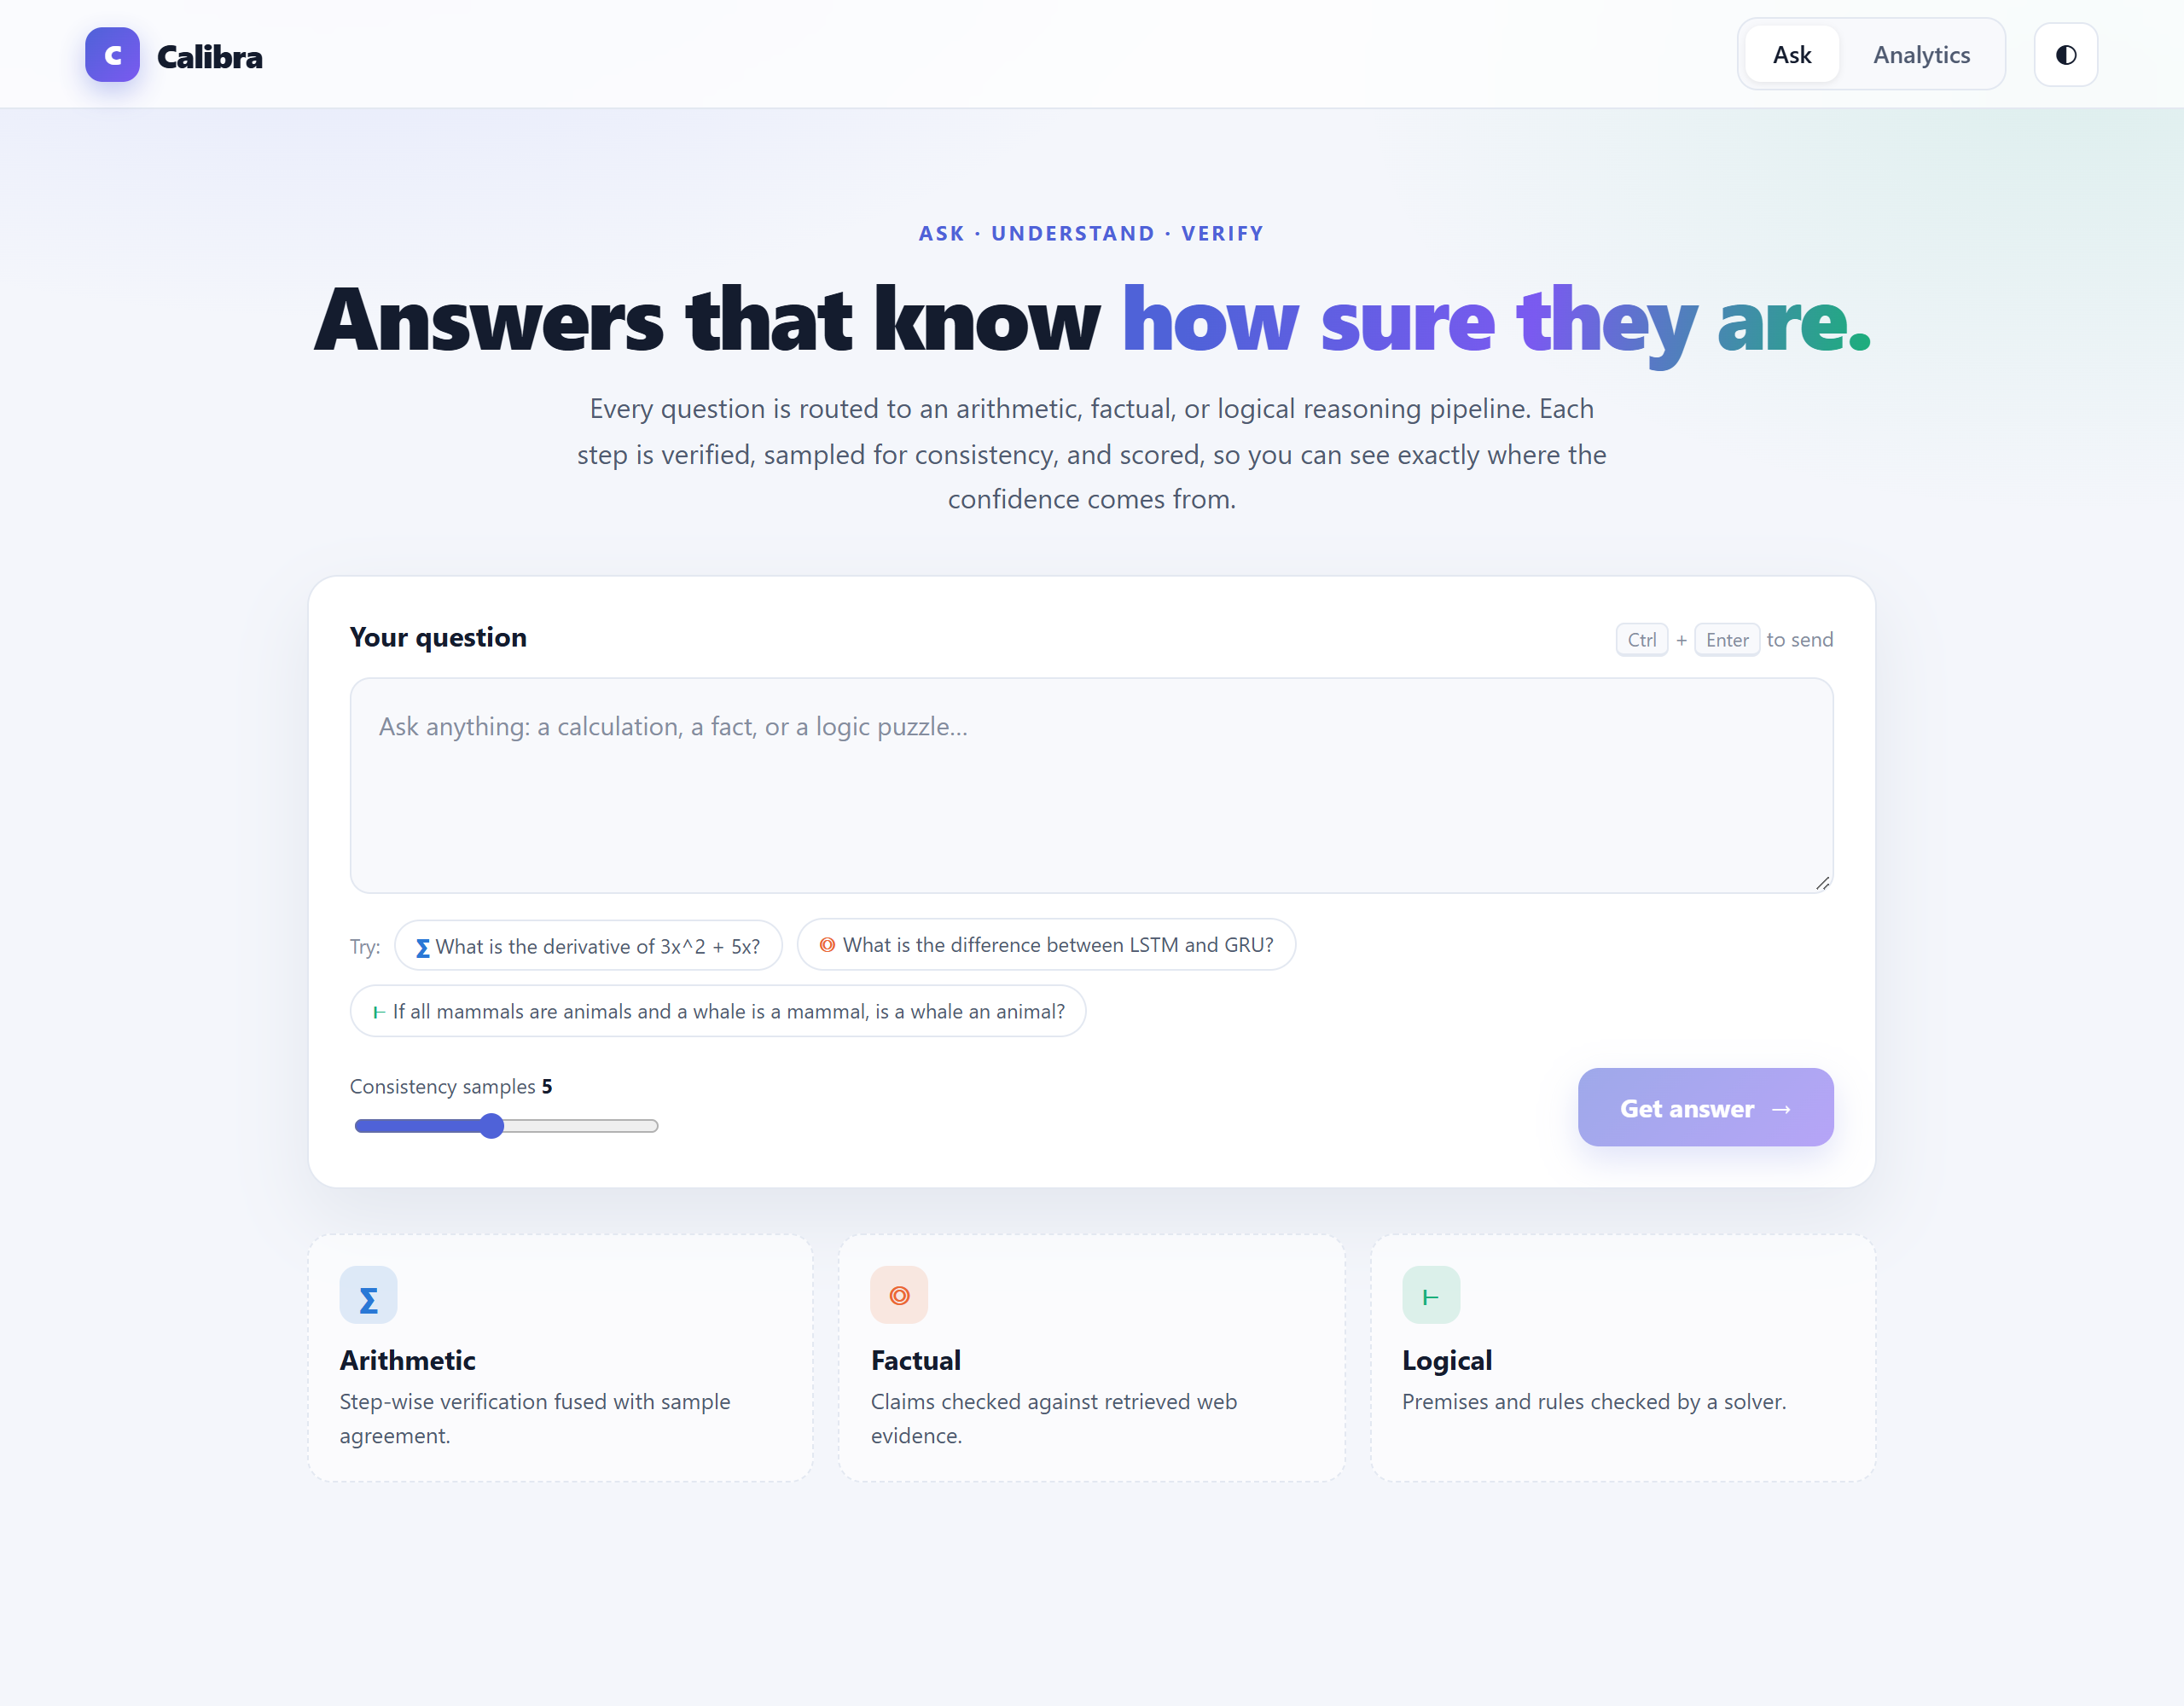 C Calibra
Ask Analytics
ASK · UNDERSTAND · VERIFY
Answers that know how sure they are.
Every question is routed to an arithmetic, factual, or logical reasoning pipeline. Each
step is verified, sampled for consistency, and scored, so you can see exactly where the
confidence comes from.
Your question
Ctrl + Enter to send
Ask anything: a calculation, a fact, or a logic puzzle...
Try: ∑ What is the derivative of 3x^2 + 5x? ◎ What is the difference between LSTM and GRU?
⊢ If all mammals are animals and a whale is a mammal, is a whale an animal?
Consistency samples 5
Get answer →
∑
Arithmetic
Step-wise verification fused with sample
agreement.
◎
Factual
Claims checked against retrieved web
evidence.
⊢
Logical
Premises and rules checked by a solver.